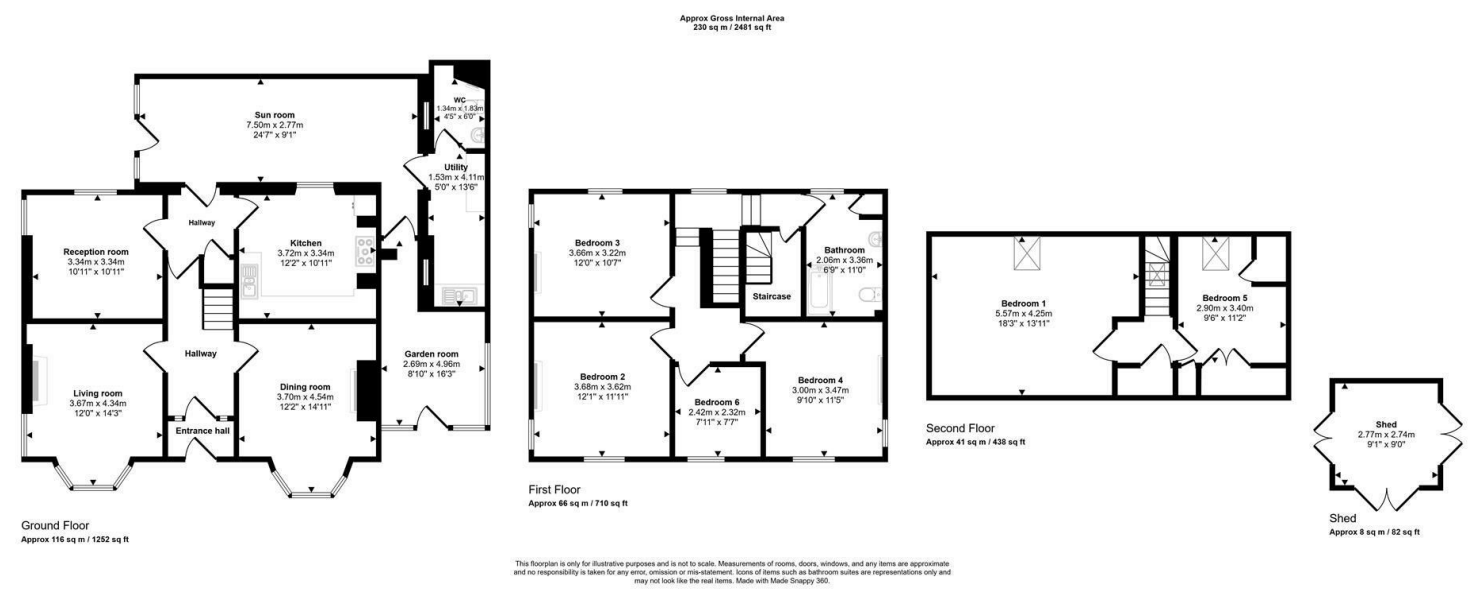 Approx Gross Internal Area
230 sq m / 2481 sq ft
Sun room
7.50m x 2.77m
24'7" x 9'1"
WC
1.34m x 1.83m
4'5" x 6'0"
Utility
1.53m x 4.11m
5'0" x 13'6"
Hallway
Reception room
3.34m x 3.34m
10'11" x 10'11"
Kitchen
3.72m x 3.34m
12'2" x 10'11"
Hallway
Garden room
2.69m x 4.96m
8'10" x 16'3"
Living room
3.67m x 4.34m
12'0" x 14'3"
Dining room
3.70m x 4.54m
12'2" x 14'11"
Entrance hall
Ground Floor
Approx 116 sq m / 1252 sq ft
Bedroom 3
3.66m x 3.22m
12'0" x 10'7"
Bathroom
2.06m x 3.36m
6'9" x 11'0"
Staircase
Bedroom 2
3.68m x 3.62m
12'1" x 11'11"
Bedroom 6
2.42m x 2.32m
7'11" x 7'7"
Bedroom 4
3.00m x 3.47m
9'10" x 11'5"
First Floor
Approx 66 sq m / 710 sq ft
Bedroom 1
5.57m x 4.25m
18'3" x 13'11"
Bedroom 5
2.90m x 3.40m
9'6" x 11'2"
Second Floor
Approx 41 sq m / 438 sq ft
Shed
2.77m x 2.74m
9'1" x 9'0"
Shed
Approx 8 sq m / 82 sq ft
This floorplan is only for illustrative purposes and is not to scale. Measurements of rooms, doors, windows, and any items are approximate
and no responsibility is taken for any error, omission or mis-statement. Icons of items such as bathroom suites are representations only and
may not look like the real items. Made with Made Snappy 360.